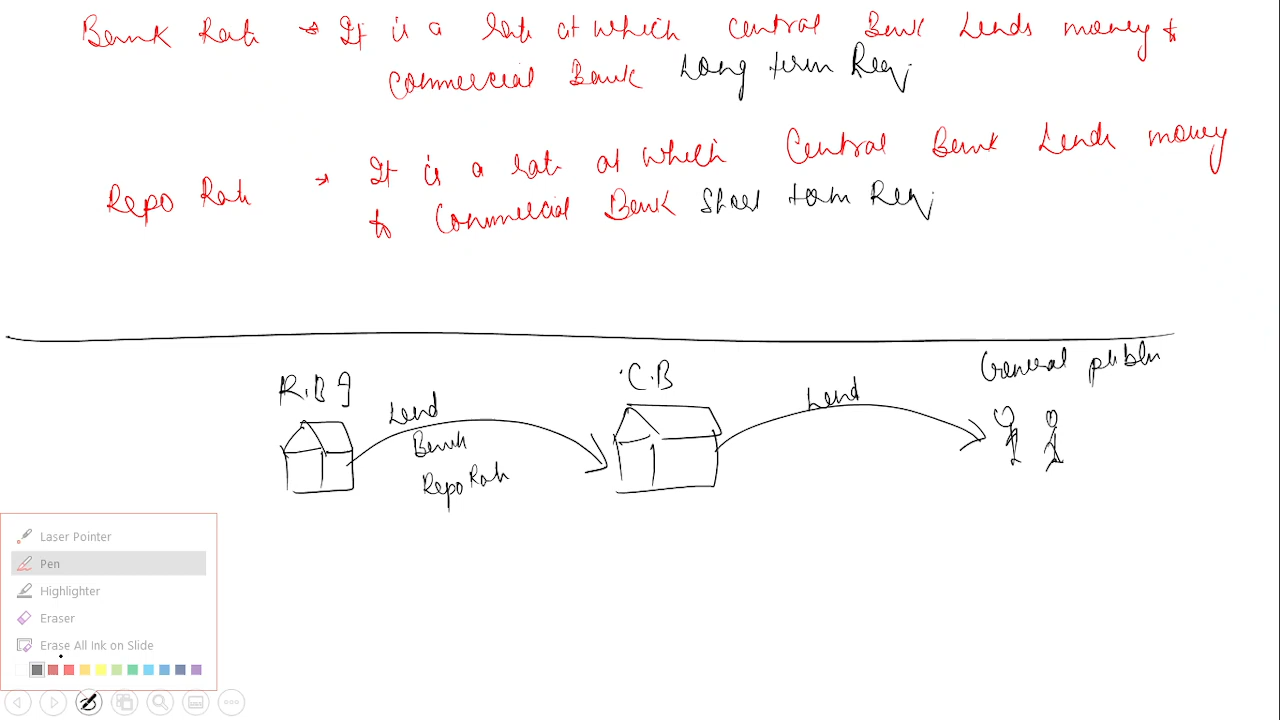 Bank Rate → It is a rate at which central Bank Lends money to
commercial Bank Long term Req
Repo Rate → It is a rate at which Central Bank Lends money
to Commercial Bank Short term Req
R.B I
Lend
Bank
Repo Rate
C.B
Lend
General public
Laser Pointer
Pen
Highlighter
Eraser
Erase All Ink on Slide